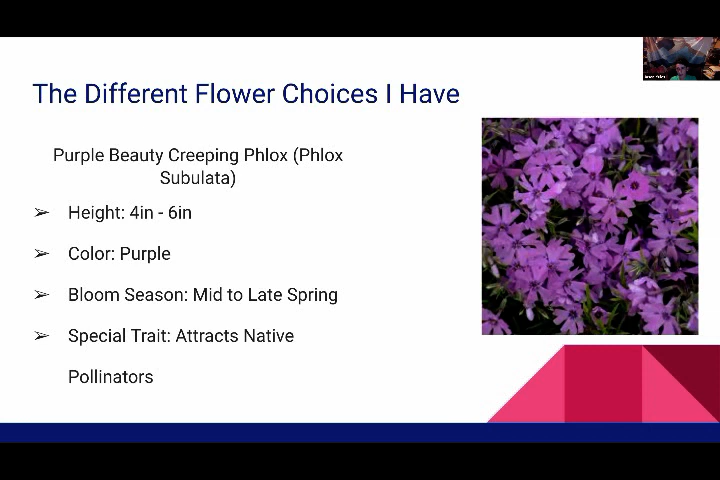 The Different Flower Choices I Have
Purple Beauty Creeping Phlox (Phlox
Subulata)
➢ Height: 4in - 6in
➢ Color: Purple
➢ Bloom Season: Mid to Late Spring
➢ Special Trait: Attracts Native
Pollinators